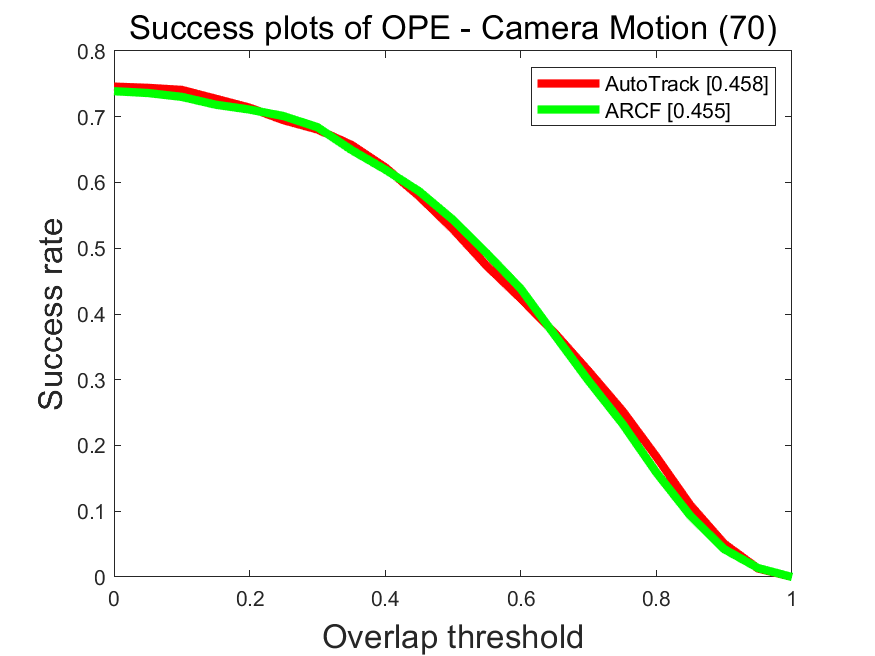 Success plots of OPE - Camera Motion (70)
AutoTrack [0.458]
ARCF [0.455]
Success rate
0.8
0.7
0.6
0.5
0.4
0.3
0.2
0.1
0
0 0.2 0.4 0.6 0.8 1
Overlap threshold